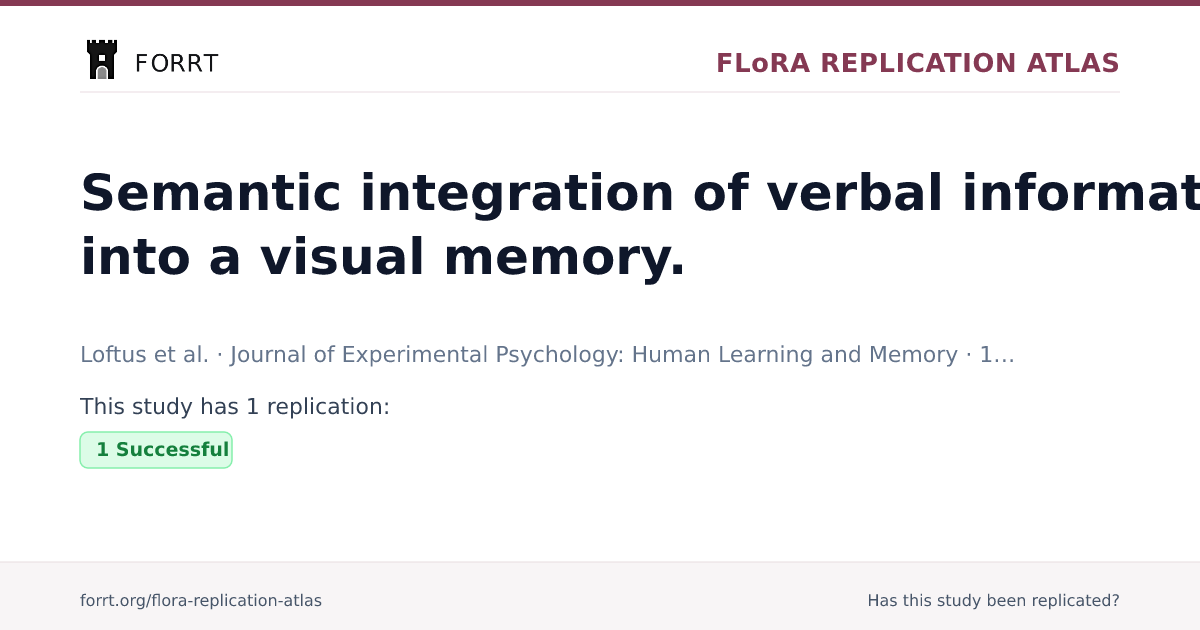 FORRT
FLoRA REPLICATION ATLAS
Semantic integration of verbal informat
into a visual memory.
Loftus et al. · Journal of Experimental Psychology: Human Learning and Memory · 1…
This study has 1 replication:
1 Successful
forrt.org/flora-replication-atlas
Has this study been replicated?